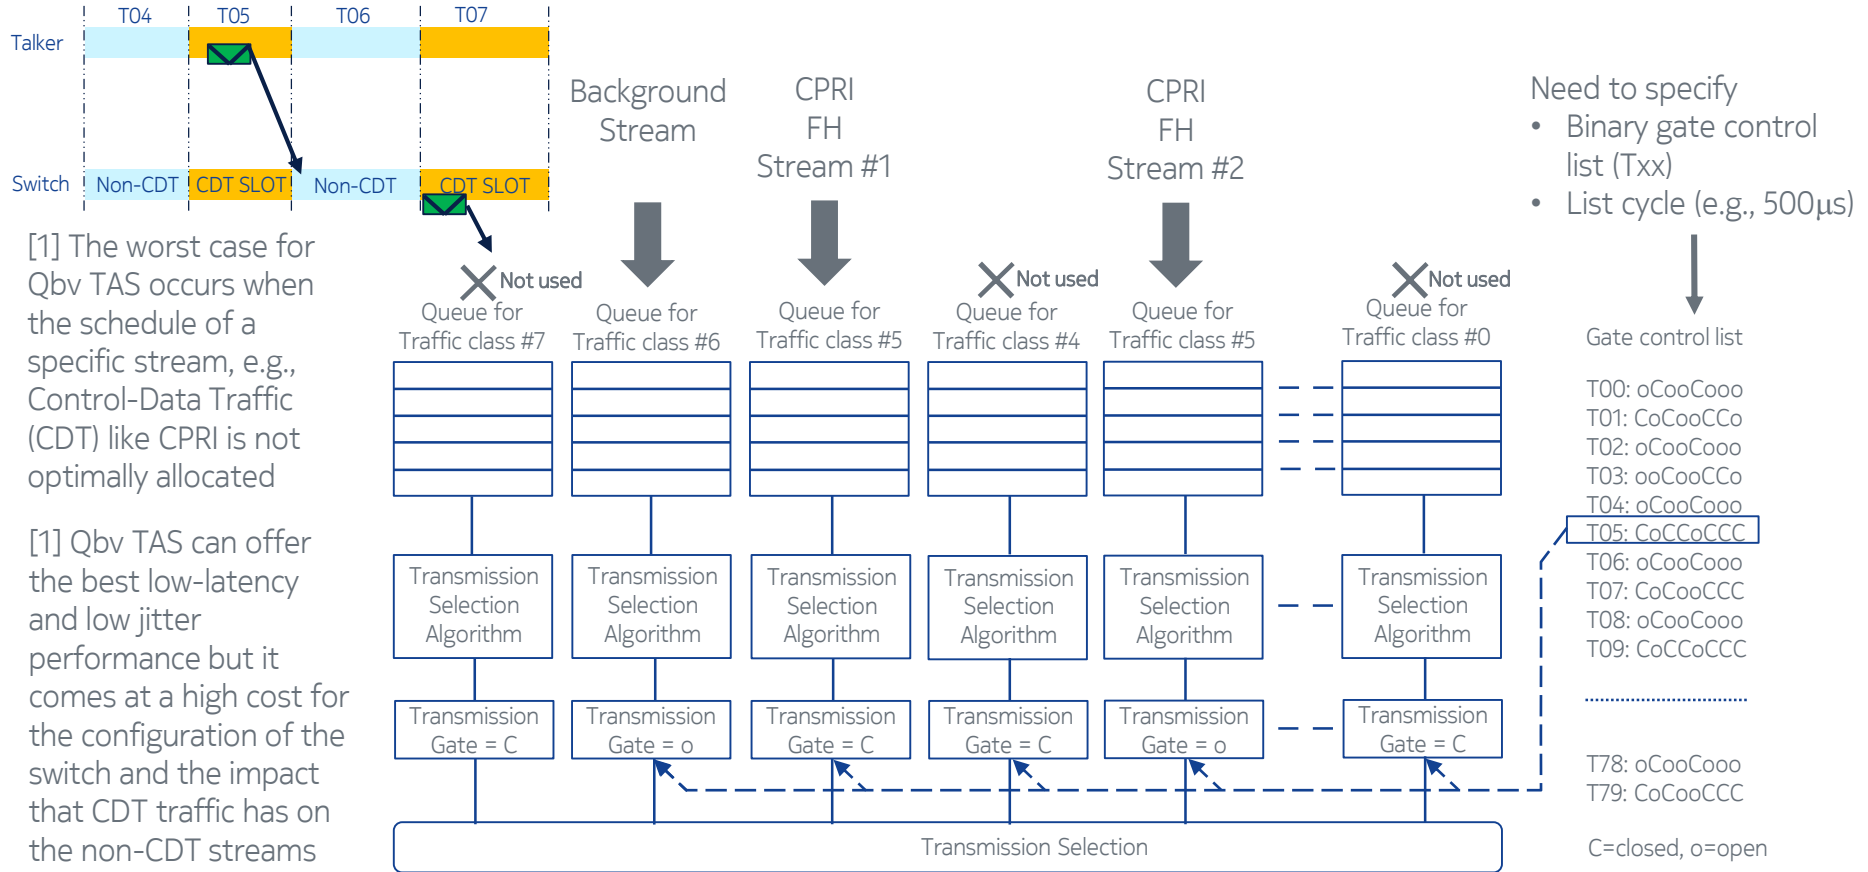 T04 T05 T06 T07
Talker
Switch Non-CDT CDT SLOT Non-CDT CDT SLOT
[1] The worst case for
Qbv TAS occurs when
the schedule of a
specific stream, e.g.,
Control-Data Traffic
(CDT) like CPRI is not
optimally allocated
[1] Qbv TAS can offer
the best low-latency
and low jitter
performance but it
comes at a high cost for
the configuration of the
switch and the impact
that CDT traffic has on
the non-CDT streams
Background
Stream
CPRI
FH
Stream #1
CPRI
FH
Stream #2
Not used
Queue for
Traffic class #7
Queue for
Traffic class #6
Queue for
Traffic class #5
Not used
Queue for
Traffic class #4
Queue for
Traffic class #5
Not used
Queue for
Traffic class #0
Transmission
Selection
Algorithm
Transmission
Selection
Algorithm
Transmission
Selection
Algorithm
Transmission
Selection
Algorithm
Transmission
Selection
Algorithm
Transmission
Selection
Algorithm
Transmission
Gate = C
Transmission
Gate = o
Transmission
Gate = C
Transmission
Gate = C
Transmission
Gate = o
Transmission
Gate = C
Transmission Selection
Need to specify
• Binary gate control
list (Txx)
• List cycle (e.g., 500µs)
Gate control list
T00: oCooCooo
T01: CoCooCCo
T02: oCooCooo
T03: ooCooCCo
T04: oCooCooo
T05: CoCCoCCC
T06: oCooCooo
T07: CoCooCCC
T08: oCooCooo
T09: CoCCoCCC
T78: oCooCooo
T79: CoCooCCC
C=closed, o=open